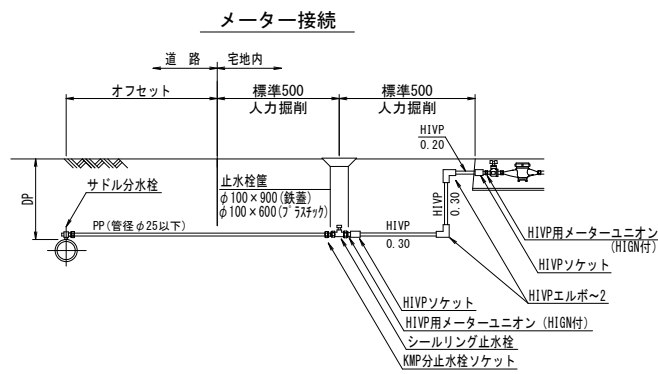 メーター接続
道 路
宅地内
オフセット
標準500
人力掘削
標準500
人力掘削
HIVP
0.20
DP
サドル分水栓
止水栓筐
φ100×900(鉄蓋)
φ100×600(プラスチック)
PP(管径φ25以下)
HIVP
0.30
HIVP
0.30
HIVP用メーターユニオン
(HIGN付)
HIVPソケット
HIVPエルボ～2
HIVPソケット
HIVP用メーターユニオン (HIGN付)
シールリング止水栓
KMP分止水栓ソケット